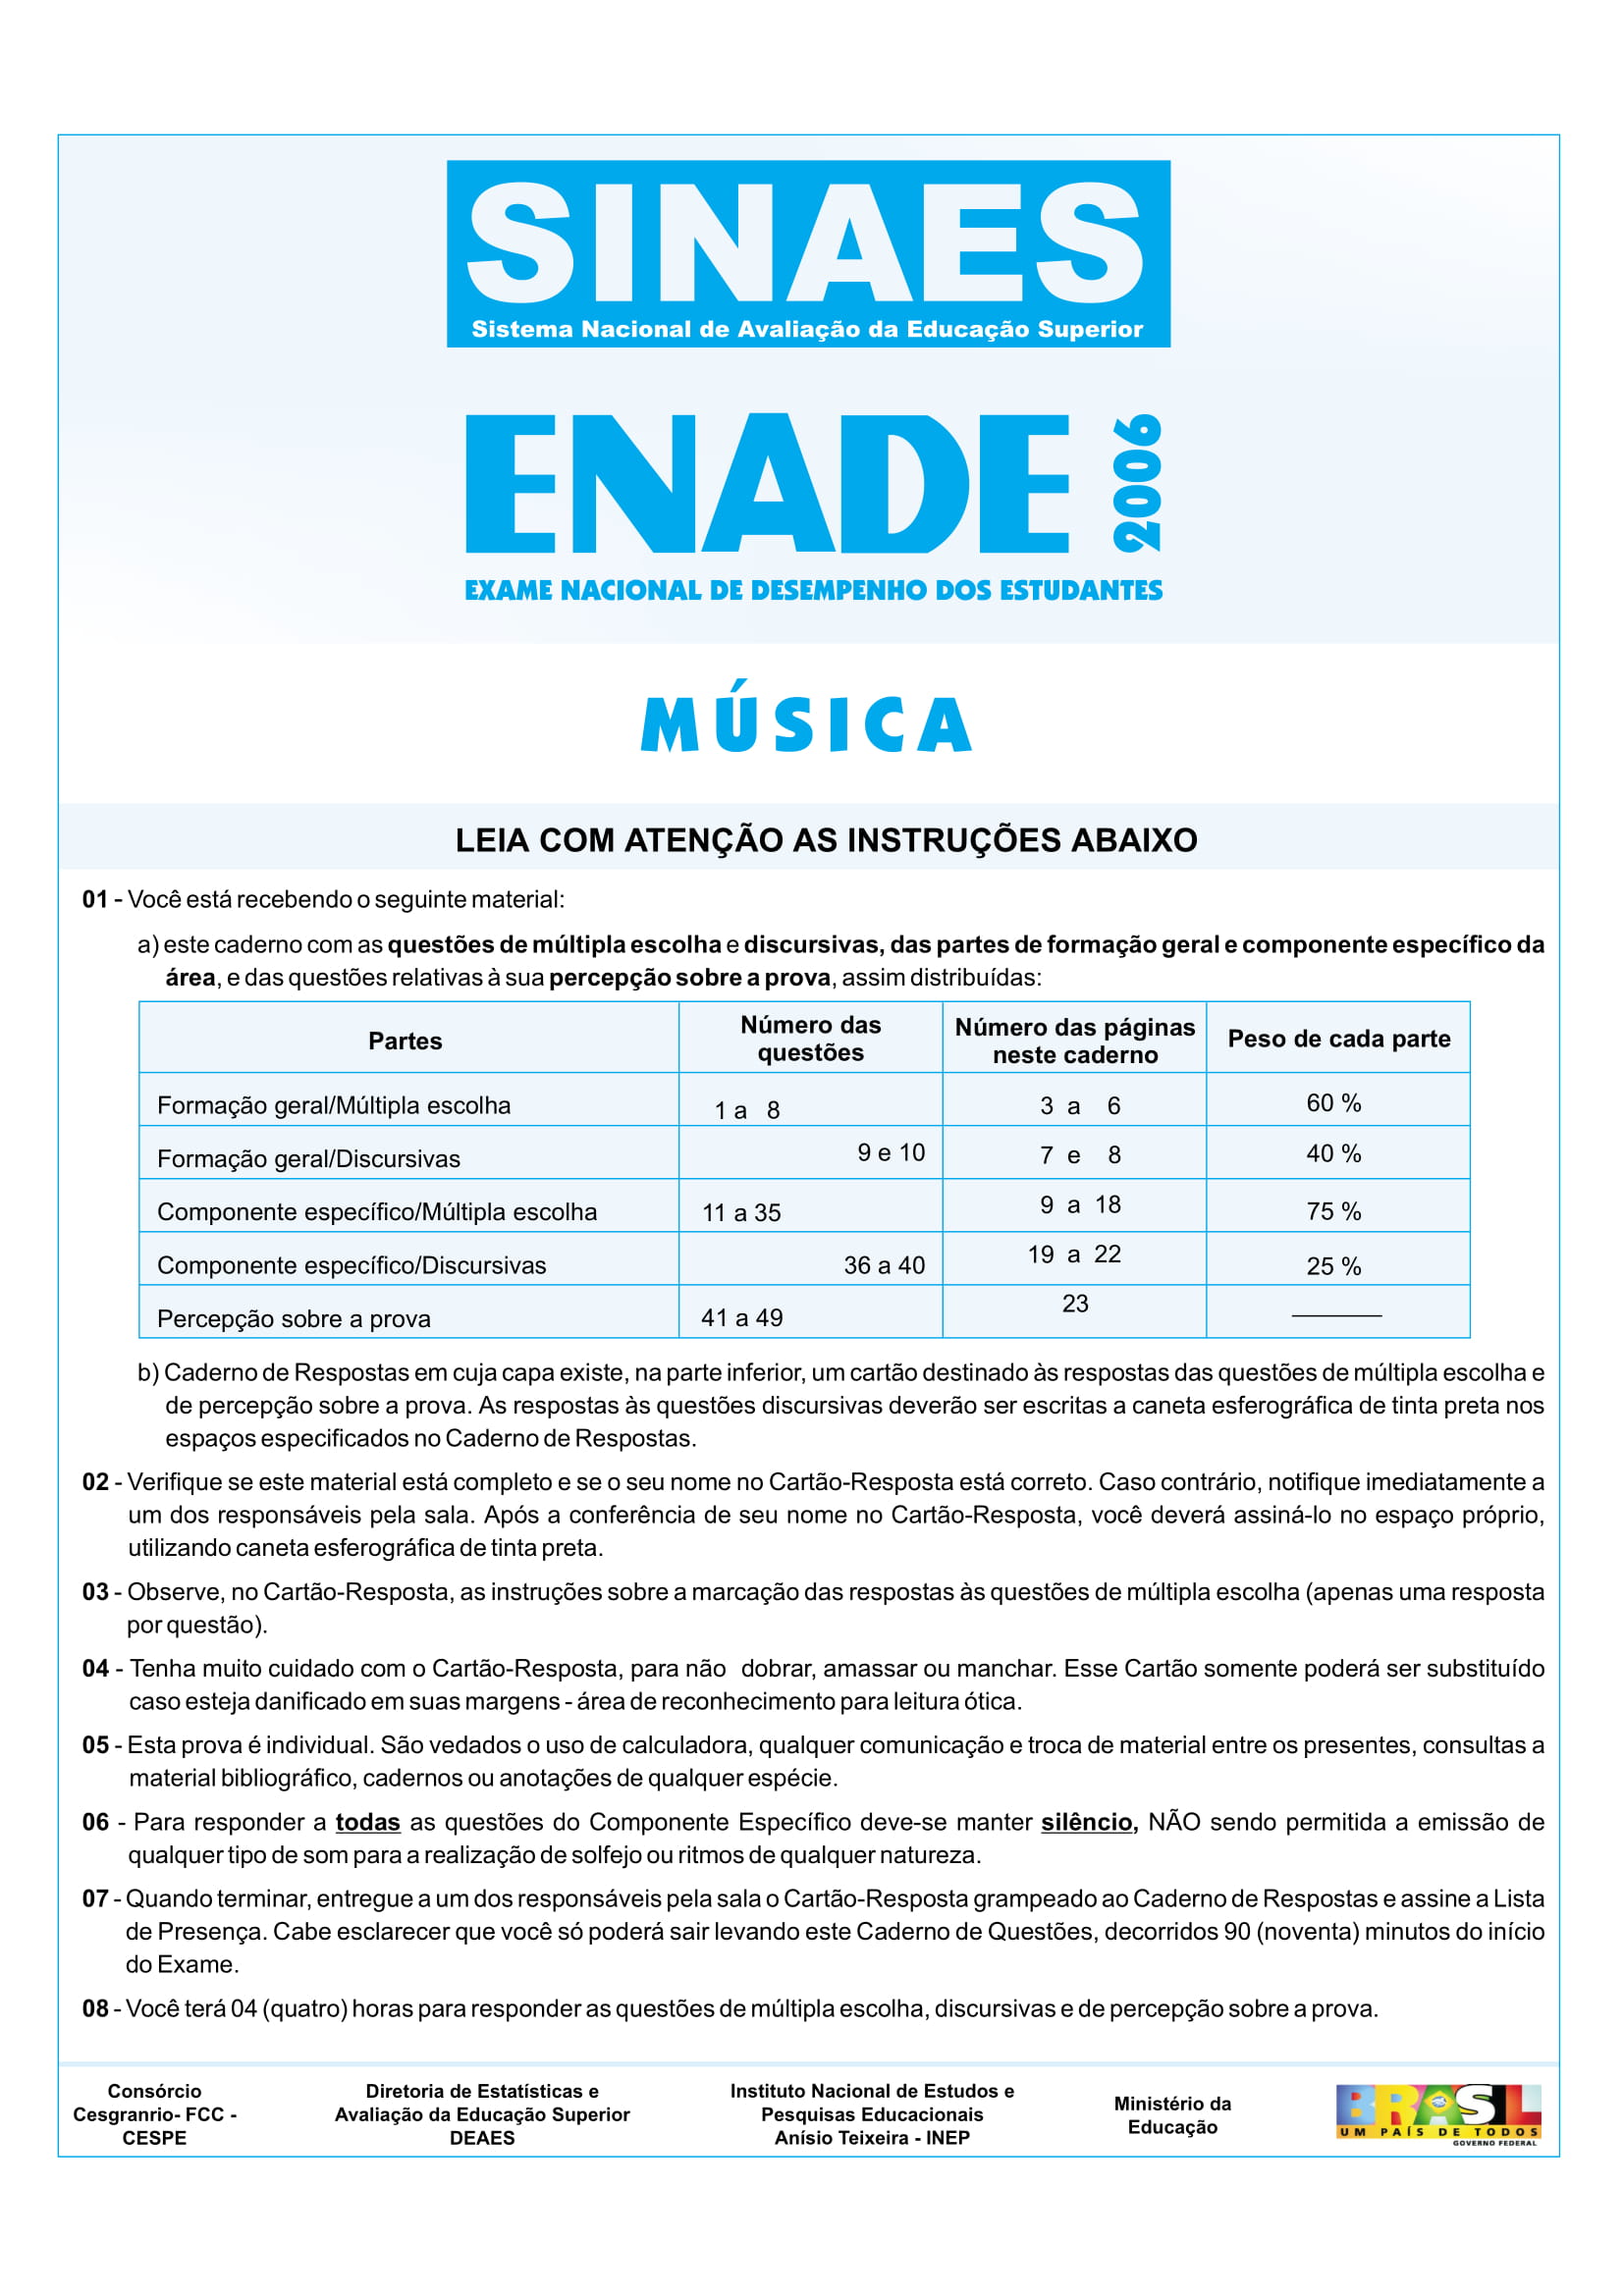 SINAES
Sistema Nacional de Avaliação da Educação Superior
ENADE 2006
EXAME NACIONAL DE DESEMPENHO DOS ESTUDANTES
MÚSICA
LEIA COM ATENÇÃO AS INSTRUÇÕES ABAIXO
01 - Você está recebendo o seguinte material:
a) este caderno com as questões de múltipla escolha e discursivas, das partes de formação geral e componente específico da
área, e das questões relativas à sua percepção sobre a prova, assim distribuídas:
Partes Número das questões Número das páginas neste caderno Peso de cada parte
Formação geral/Múltipla escolha 1 a 8 3 a 6 60 %
Formação geral/Discursivas 9 e 10 7 e 8 40 %
Componente específico/Múltipla escolha 11 a 35 9 a 18 75 %
Componente específico/Discursivas 36 a 40 19 a 22 25 %
Percepção sobre a prova 41 a 49 23
b) Caderno de Respostas em cuja capa existe, na parte inferior, um cartão destinado às respostas das questões de múltipla escolha e
de percepção sobre a prova. As respostas às questões discursivas deverão ser escritas a caneta esferográfica de tinta preta nos
espaços especificados no Caderno de Respostas.
02 - Verifique se este material está completo e se o seu nome no Cartão-Resposta está correto. Caso contrário, notifique imediatamente a
um dos responsáveis pela sala. Após a conferência de seu nome no Cartão-Resposta, você deverá assiná-lo no espaço próprio,
utilizando caneta esferográfica de tinta preta.
03 - Observe, no Cartão-Resposta, as instruções sobre a marcação das respostas às questões de múltipla escolha (apenas uma resposta
por questão).
04 - Tenha muito cuidado com o Cartão-Resposta, para não dobrar, amassar ou manchar. Esse Cartão somente poderá ser substituído
caso esteja danificado em suas margens - área de reconhecimento para leitura ótica.
05 - Esta prova é individual. São vedados o uso de calculadora, qualquer comunicação e troca de material entre os presentes, consultas a
material bibliográfico, cadernos ou anotações de qualquer espécie.
06 - Para responder a todas as questões do Componente Específico deve-se manter silêncio, NÃO sendo permitida a emissão de
qualquer tipo de som para a realização de solfejo ou ritmos de qualquer natureza.
07 - Quando terminar, entregue a um dos responsáveis pela sala o Cartão-Resposta grampeado ao Caderno de Respostas e assine a Lista
de Presença. Cabe esclarecer que você só poderá sair levando este Caderno de Questões, decorridos 90 (noventa) minutos do início
do Exame.
08 - Você terá 04 (quatro) horas para responder as questões de múltipla escolha, discursivas e de percepção sobre a prova.
Consórcio
Cesgranrio- FCC -
CESPE
Diretoria de Estatísticas e
Avaliação da Educação Superior
DEAES
Instituto Nacional de Estudos e
Pesquisas Educacionais
Anísio Teixeira - INEP
Ministério da
Educação
BRASIL
UM PAÍS DE TODOS
GOVERNO FEDERAL